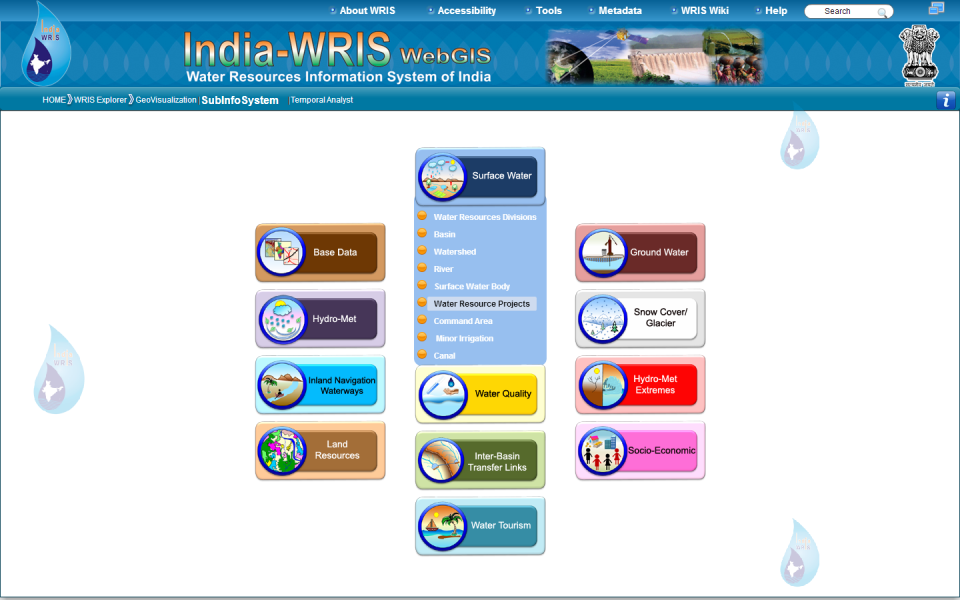 About WRIS
Accessibility
Tools
Metadata
WRIS Wiki
Help
Search
India-WRIS WebGIS
Water Resources Information System of India
HOME WRIS Explorer GeoVisualization | SubInfoSystem | Temporal Analyst
Surface Water
Water Resources Divisions
Basin
Watershed
River
Surface Water Body
Water Resource Projects
Command Area
Minor Irrigation
Canal
Base Data
Hydro-Met
Inland Navigation
Waterways
Land
Resources
Water Quality
Inter-Basin
Transfer Links
Water Tourism
Ground Water
Snow Cover/
Glacier
Hydro-Met
Extremes
Socio-Economic